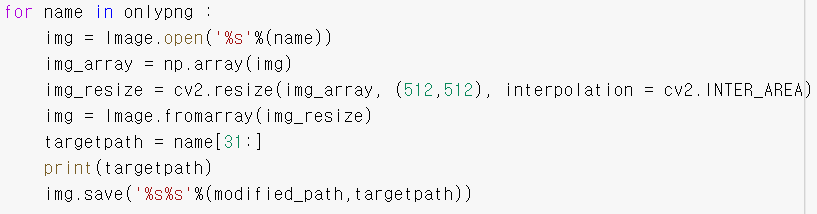 for name in onlypng :
    img = Image.open('%s'%(name))
    img_array = np.array(img)
    img_resize = cv2.resize(img_array, (512,512), interpolation = cv2.INTER_AREA)
    img = Image.fromarray(img_resize)
    targetpath = name[31:]
    print(targetpath)
    img.save('%s%s'%(modified_path,targetpath))